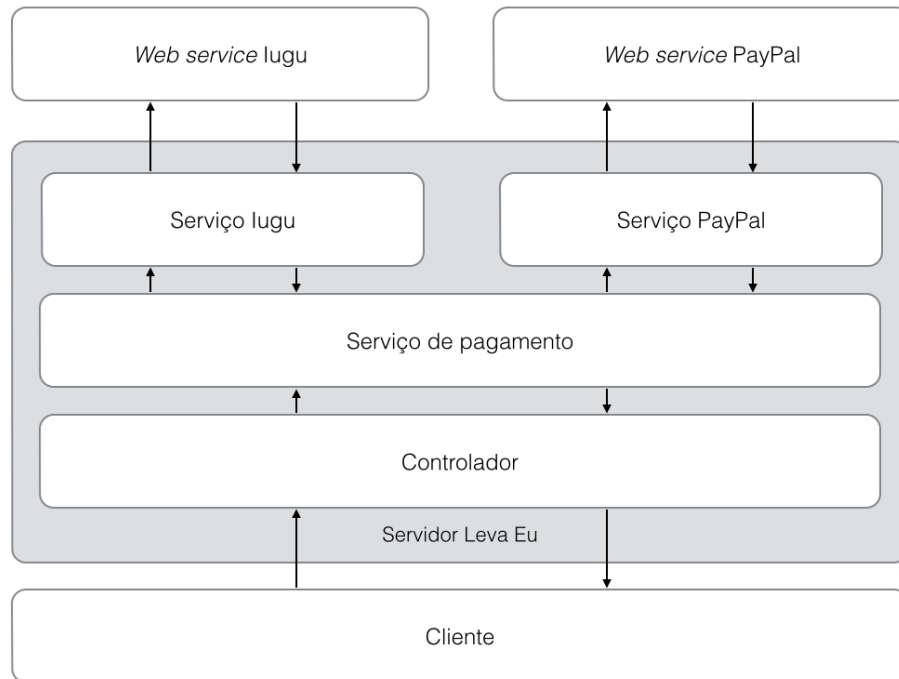 Web service Iugu
Web service PayPal
Serviço Iugu
Serviço PayPal
Serviço de pagamento
Controlador
Servidor Leva Eu
Cliente